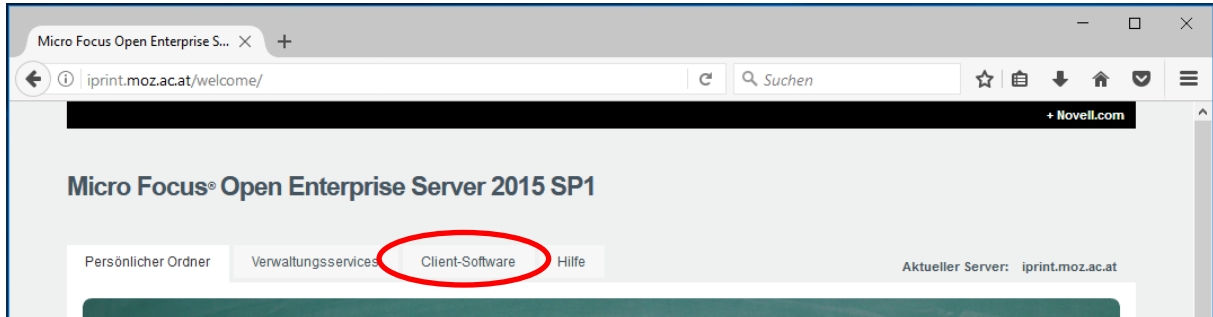 Micro Focus Open Enterprise S...
iprint.moz.ac.at/welcome/
Suchen
+ Novell.com
Micro Focus® Open Enterprise Server 2015 SP1
Persönlicher Ordner Verwaltungsservices Client-Software Hilfe
Aktueller Server: iprint.moz.ac.at